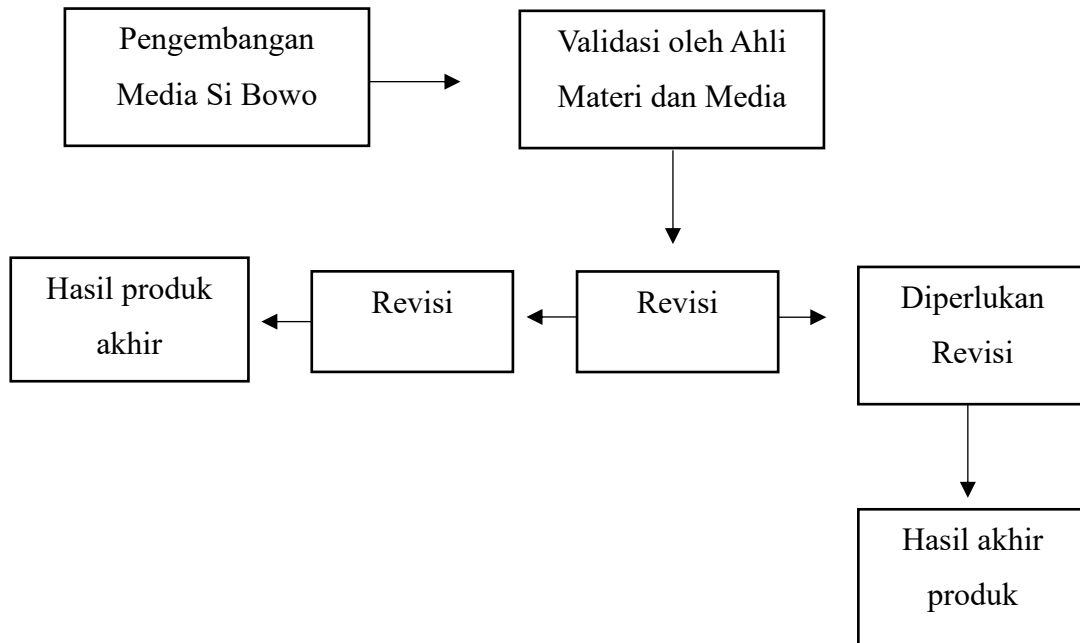 Pengembangan
Media Si Bowo
Validasi oleh Ahli
Materi dan Media
Hasil produk
akhir
Revisi
Revisi
Diperlukan
Revisi
Hasil akhir
produk